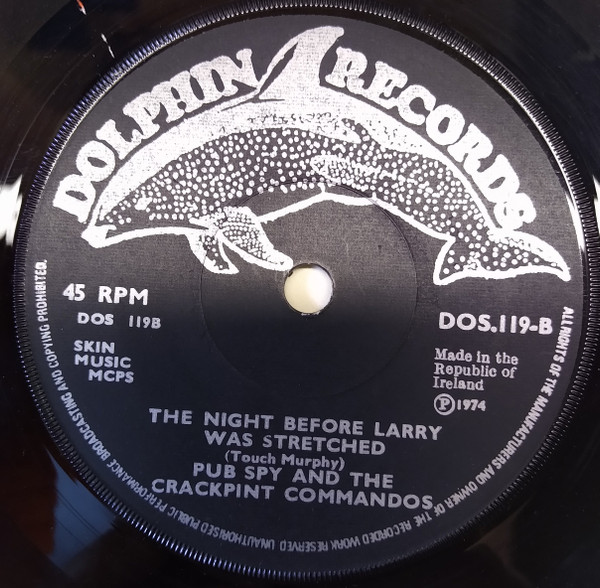 DOLPHIN RECORDS
45 RPM
DOS 119B
SKIN
MUSIC
MCPS
DOS.119-B
Made in the
Republic of
Ireland
Ⓟ1974
THE NIGHT BEFORE LARRY
WAS STRETCHED
(Touch Murphy)
PUB SPY AND THE
CRACKPINT COMMANDOS
ALL RIGHTS OF THE MANUFACTURERS AND OWNER OF THE RECORDED WORK RESERVED UNAUTHORISED PUBLIC PERFORMANCE BROADCASTING AND COPYING PROHIBITED.